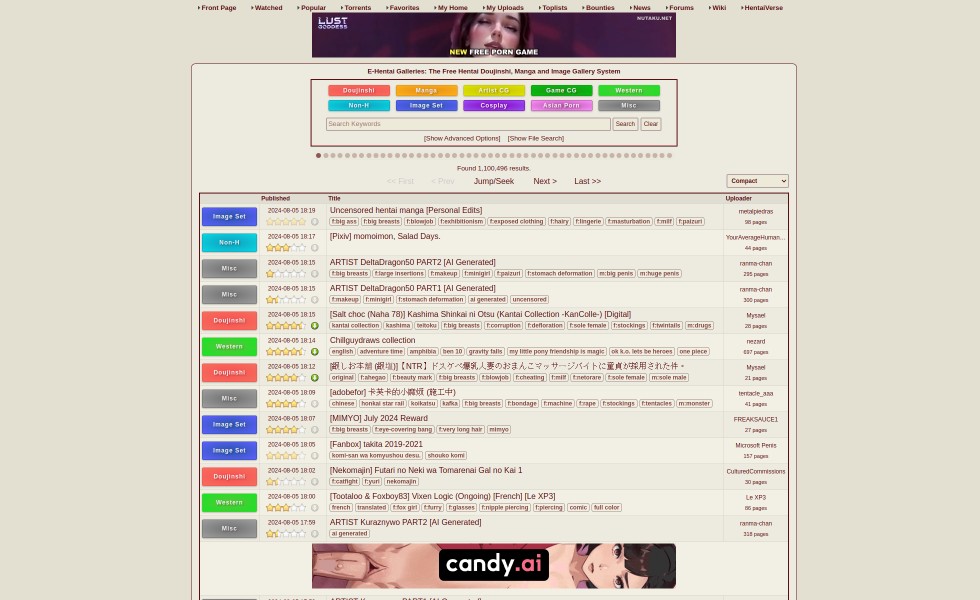 Front Page Watched Popular Torrents Favorites My Home My Uploads Toplists Bounties News Forums Wiki HentaiVerse
LUST GODDESS
NUTAKU.NET
NEW FREE PORN GAME
E-Hentai Galleries: The Free Hentai Doujinshi, Manga and Image Gallery System
Doujinshi Manga Artist CG Game CG Western
Non-H Image Set Cosplay Asian Porn Misc
Search Keywords Search Clear
[Show Advanced Options] [Show File Search]
Found 1,100,496 results.
<< First < Prev Jump/Seek Next > Last >> Compact
Published Title Uploader
Image Set 2024-08-05 18:19 Uncensored hentai manga [Personal Edits] metalpiedras
f:big ass f:big breasts f:blowjob f:exhibitionism f:exposed clothing f:hairy f:lingerie f:masturbation f:milf f:paizuri 98 pages
Non-H 2024-08-05 18:17 [Pixiv] momoimon, Salad Days. YourAverageHuman...
44 pages
Misc 2024-08-05 18:15 ARTIST DeltaDragon50 PART2 [AI Generated] ranma-chan
f:big breasts f:large insertions f:makeup f:minigirl f:paizuri f:stomach deformation m:big penis m:huge penis 295 pages
Misc 2024-08-05 18:15 ARTIST DeltaDragon50 PART1 [AI Generated] ranma-chan
f:makeup f:minigirl f:stomach deformation ai generated uncensored 300 pages
Doujinshi 2024-08-05 18:15 [Salt choc (Naha 78)] Kashima Shinkai ni Otsu (Kantai Collection -KanColle-) [Digital] Mysael
kantai collection kashima teitoku f:big breasts f:corruption f:defloration f:sole female f:stockings f:twintails m:drugs 28 pages
Western 2024-08-05 18:14 Chillguydraws collection nezard
english adventure time amphibia ben 10 gravity falls my little pony friendship is magic ok k.o. lets be heroes one piece 697 pages
Doujinshi 2024-08-05 18:12 [銀しお本舗 (銀塩)]【NTR】ドスケベ爆乳人妻のおまんこマッサージバイトに童貞が採用された件・ Mysael
original f:ahegao f:beauty mark f:big breasts f:blowjob f:cheating f:milf f:netorare f:sole female m:sole male 21 pages
Misc 2024-08-05 18:09 [adobefor] 卡芙卡的小麻烦 (施工中) tentacle_aaa
chinese honkai star rail koikatsu kafka f:big breasts f:bondage f:machine f:rape f:stockings f:tentacles m:monster 41 pages
Image Set 2024-08-05 18:07 [MIMYO] July 2024 Reward FREAKSAUCE1
f:big breasts f:eye-covering bang f:very long hair mimyo 27 pages
Image Set 2024-08-05 18:05 [Fanbox] takita 2019-2021 Microsoft Penis
komi-san wa komyushou desu. shouko komi 157 pages
Doujinshi 2024-08-05 18:02 [Nekomajin] Futari no Neki wa Tomarenai Gal no Kai 1 CulturedCommissions
f:catfight f:yuri nekomajin 30 pages
Western 2024-08-05 18:00 [Tootaloo & Foxboy83] Vixen Logic (Ongoing) [French] [Le XP3] Le XP3
french translated f:fox girl f:furry f:glasses f:nipple piercing f:piercing comic full color 86 pages
Misc 2024-08-05 17:59 ARTIST Kuraznywo PART2 [AI Generated] ranma-chan
ai generated 318 pages
candy.ai